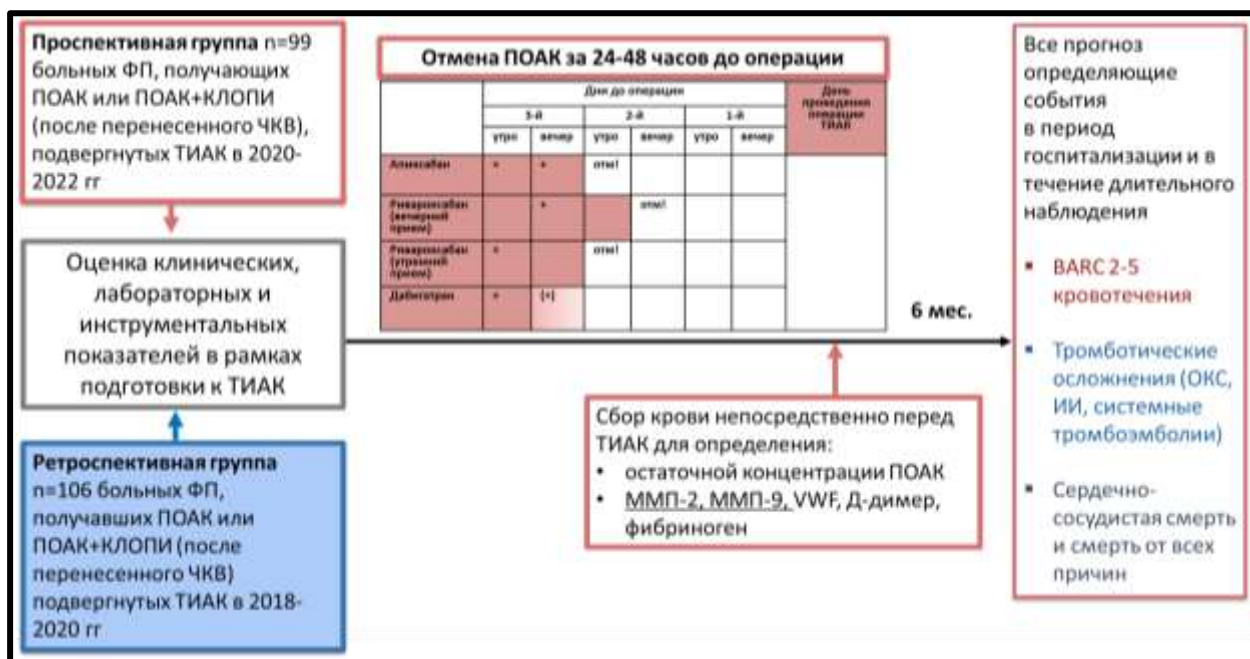 Проспективная группа n=99
больных ФП, получающих
ПОАК или ПОАК+КЛОПИ
(после перенесенного ЧКВ),
подвергнутых ТИАК в 2020-
2022 гг
Оценка клинических,
лабораторных и
инструментальных
показателей в рамках
подготовки к ТИАК
Ретроспективная группа
n=106 больных ФП,
получавших ПОАК или
ПОАК+КЛОПИ (после
перенесенного ЧКВ)
подвергнутых ТИАК в 2018-
2020 гг
Отмена ПОАК за 24-48 часов до операции
Дни до операции
День
проведения
операции
ТИАК
3-й 2-й 1-й
утро вечер утро вечер утро вечер
Апиксабан + + отм!
Ривароксабан
(вечерний
прием)
+ отм!
Ривароксабан
(утренний
прием)
+ отм!
Дабигатран + (+)
6 мес.
Сбор крови непосредственно перед
ТИАК для определения:
• остаточной концентрации ПОАК
• ММП-2, ММП-9, VWF, Д-димер,
фибриноген
Все прогноз
определяющие
события
в период
госпитализации и в
течение длительного
наблюдения
▪ BARC 2-5
кровотечения
▪ Тромботические
осложнения (ОКС,
ИИ, системные
тромбоэмболии)
▪ Сердечно-
сосудистая смерть
и смерть от всех
причин